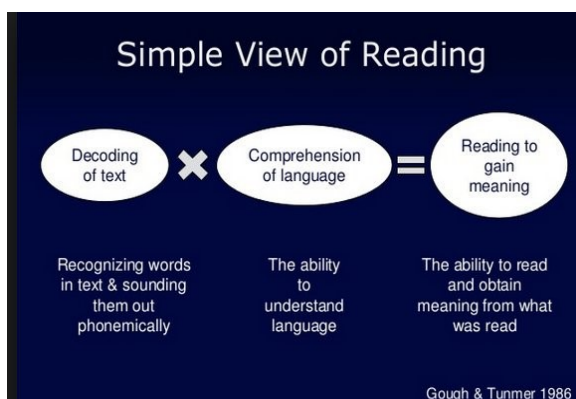 Simple View of Reading
Decoding
of text
×
Comprehension
of language
=
Reading to
gain
meaning
Recognizing words
in text & sounding
them out
phonemically
The ability
to
understand
language
The ability to read
and obtain
meaning from what
was read
Gough & Tunmer 1986